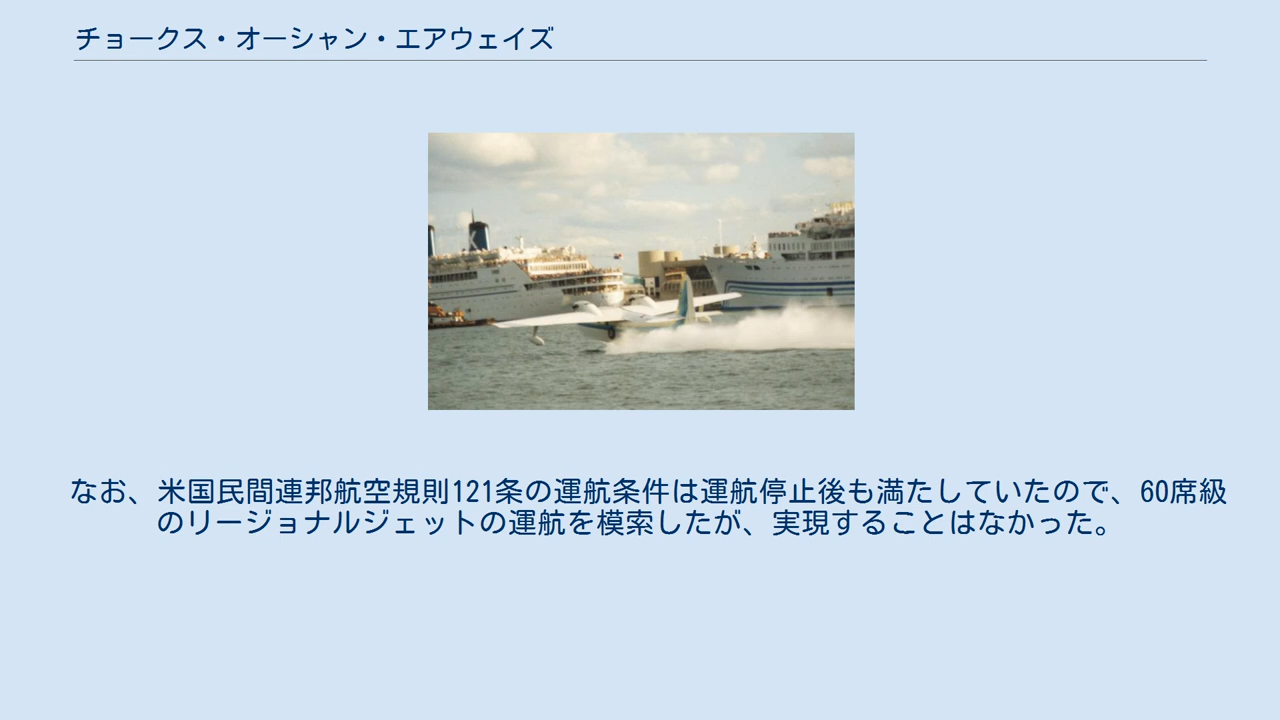 チョークス・オーシャン・エアウェイズ
なお、米国民間連邦航空規則121条の運航条件は運航停止後も満たしていたので、60席級
のリージョナルジェットの運航を模索したが、実現することはなかった。